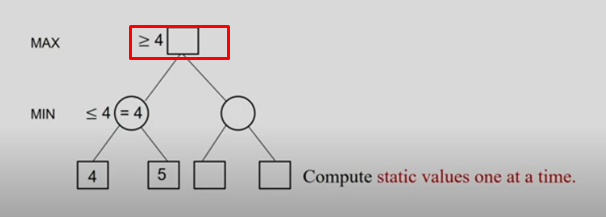 MAX ≥ 4
MIN ≤ 4 = 4
4 5 Compute static values one at a time.